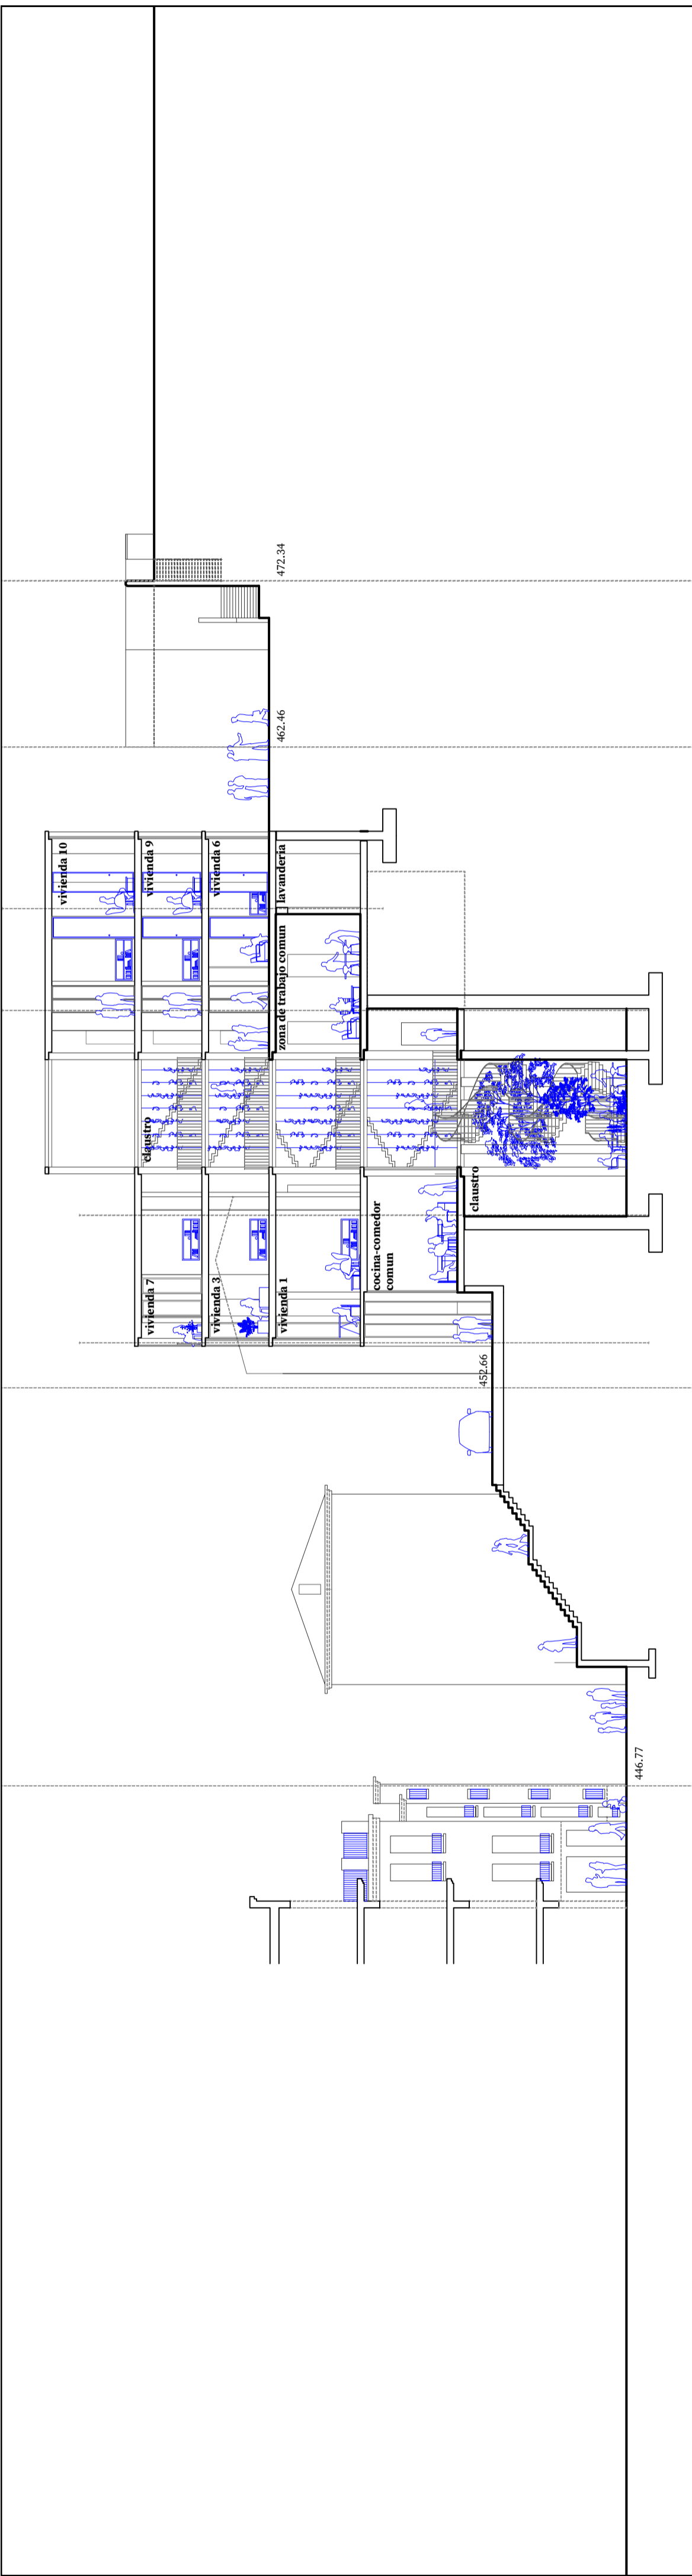 vivienda 10
vivienda 7
claustro
vivienda 9
vivienda 3
vivienda 6
vivienda 1
zona de trabajo comun
lavanderia
462.46
472.34
cocina-comedor
comun
claustro
452.66
446.77